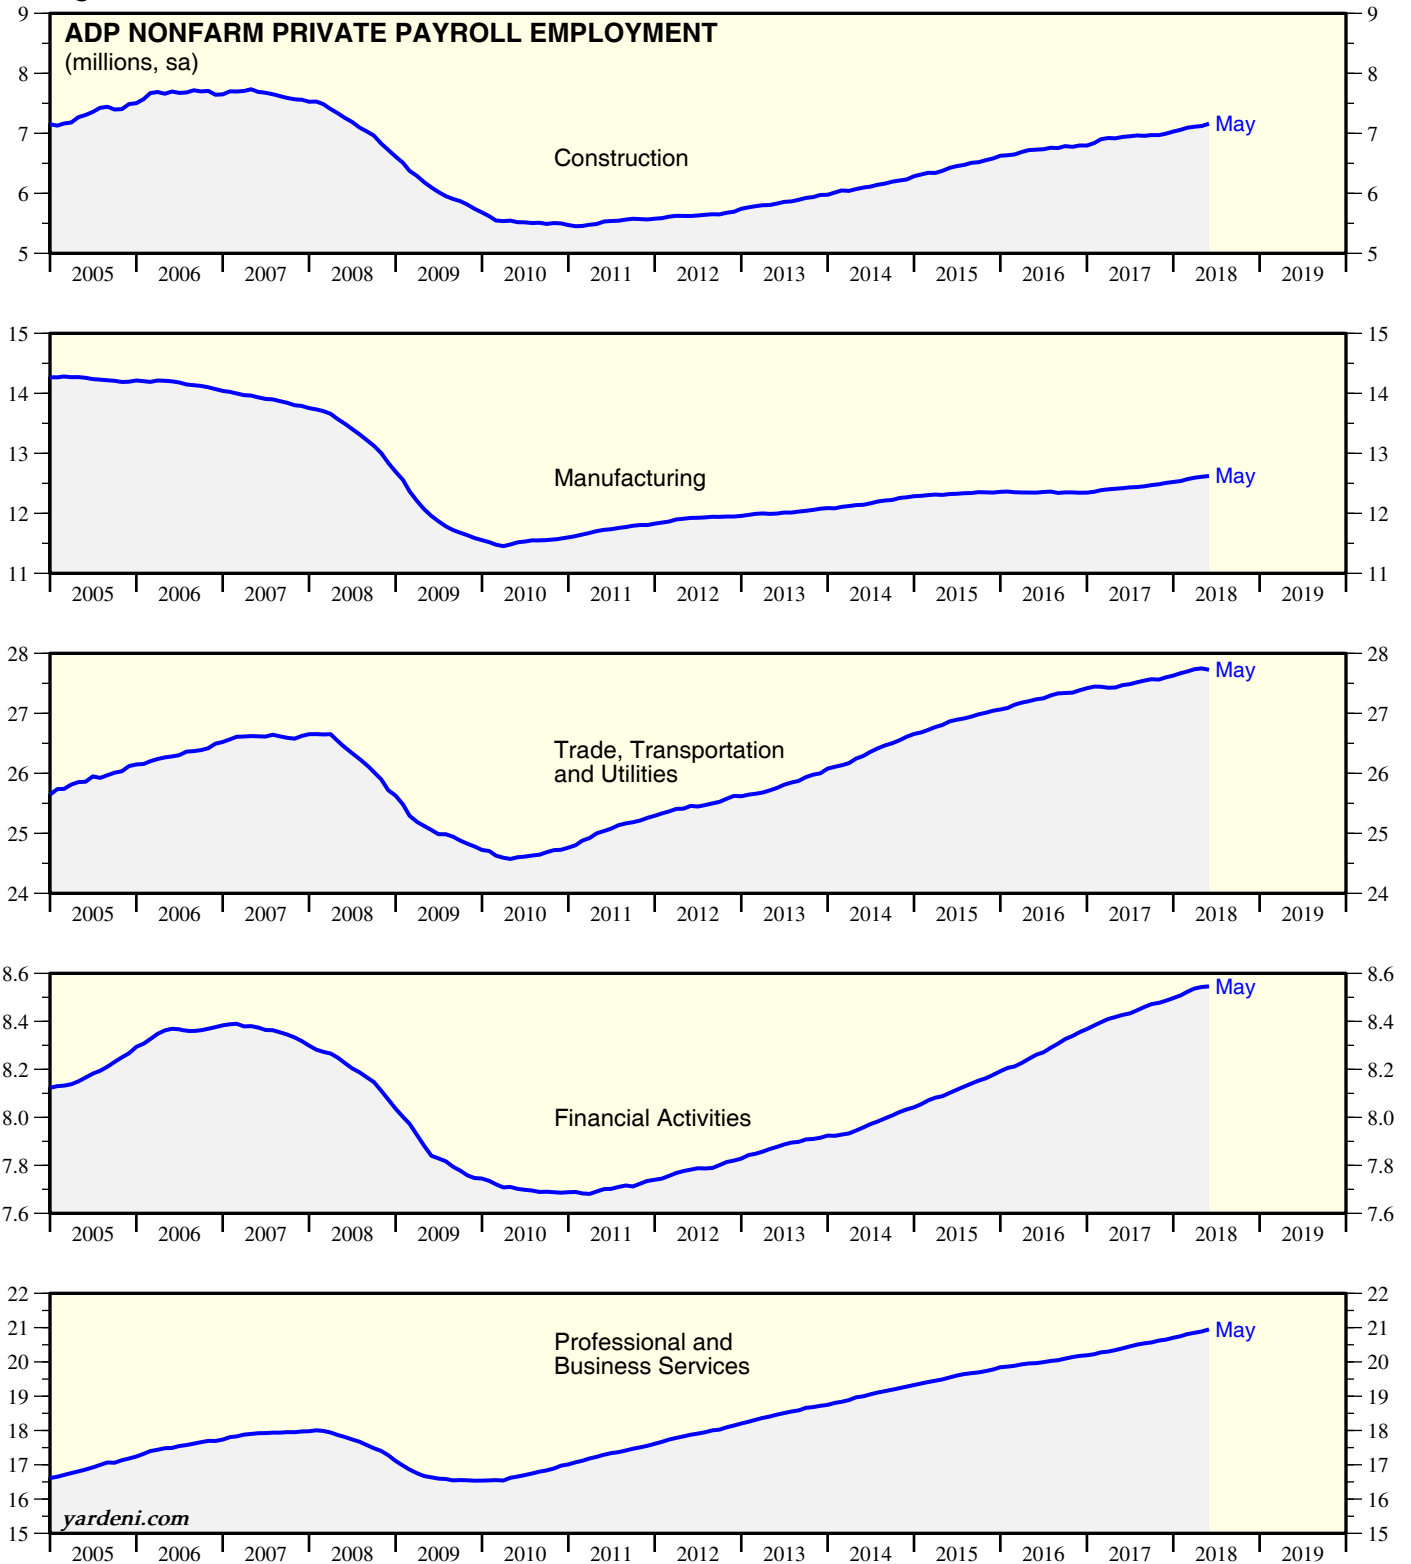 ADP NONFARM PRIVATE PAYROLL EMPLOYMENT
(millions, sa)
9 9
8 8
7 7
6 6
5 5
May
Construction
2005 2006 2007 2008 2009 2010 2011 2012 2013 2014 2015 2016 2017 2018 2019
15 15
14 14
13 13
12 12
11 11
May
Manufacturing
2005 2006 2007 2008 2009 2010 2011 2012 2013 2014 2015 2016 2017 2018 2019
28 28
27 27
26 26
25 25
24 24
May
Trade, Transportation
and Utilities
2005 2006 2007 2008 2009 2010 2011 2012 2013 2014 2015 2016 2017 2018 2019
8.6 8.6
8.4 8.4
8.2 8.2
8.0 8.0
7.8 7.8
7.6 7.6
May
Financial Activities
2005 2006 2007 2008 2009 2010 2011 2012 2013 2014 2015 2016 2017 2018 2019
22 22
21 21
20 20
19 19
18 18
17 17
16 16
15 15
May
Professional and
Business Services
yardeni.com
2005 2006 2007 2008 2009 2010 2011 2012 2013 2014 2015 2016 2017 2018 2019